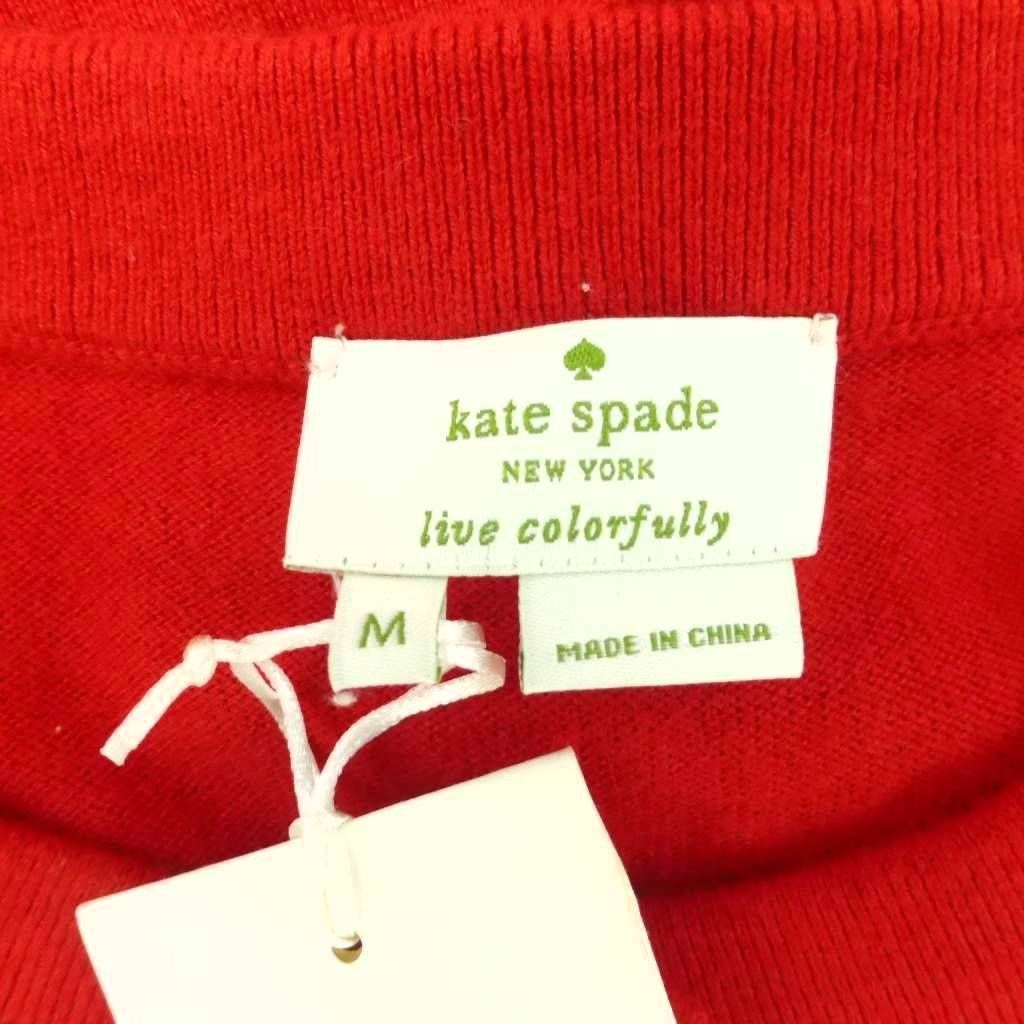 kate spade
NEW YORK
live colorfully
M
MADE IN CHINA